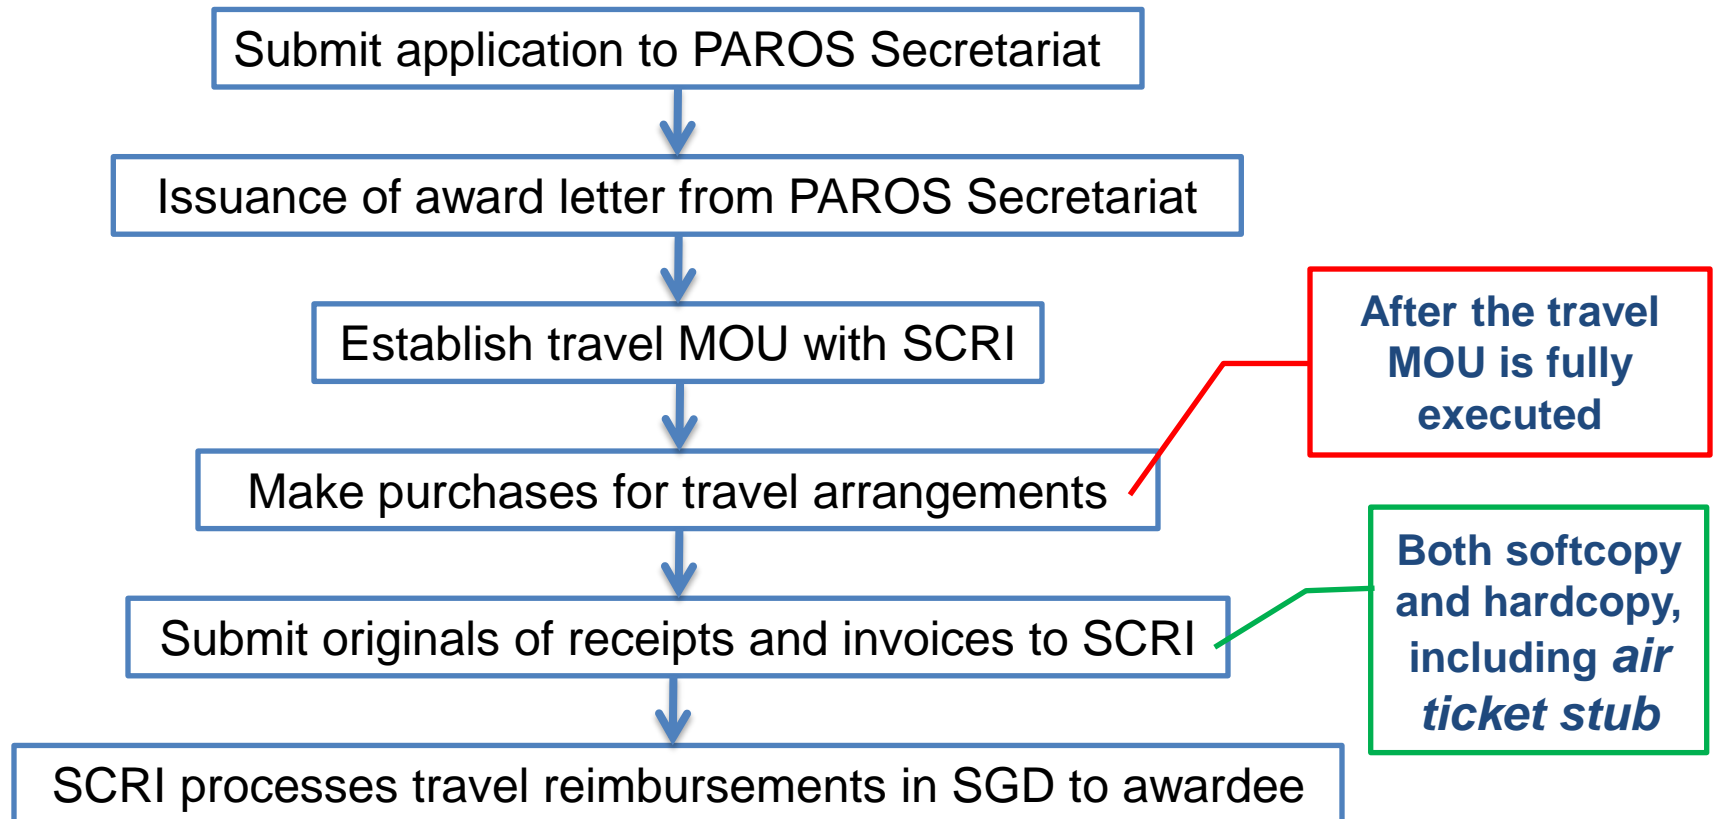 Submit application to PAROS Secretariat
Issuance of award letter from PAROS Secretariat
Establish travel MOU with SCRI
After the travel
MOU is fully
executed
Make purchases for travel arrangements
Both softcopy
and hardcopy,
including air
ticket stub
Submit originals of receipts and invoices to SCRI
SCRI processes travel reimbursements in SGD to awardee